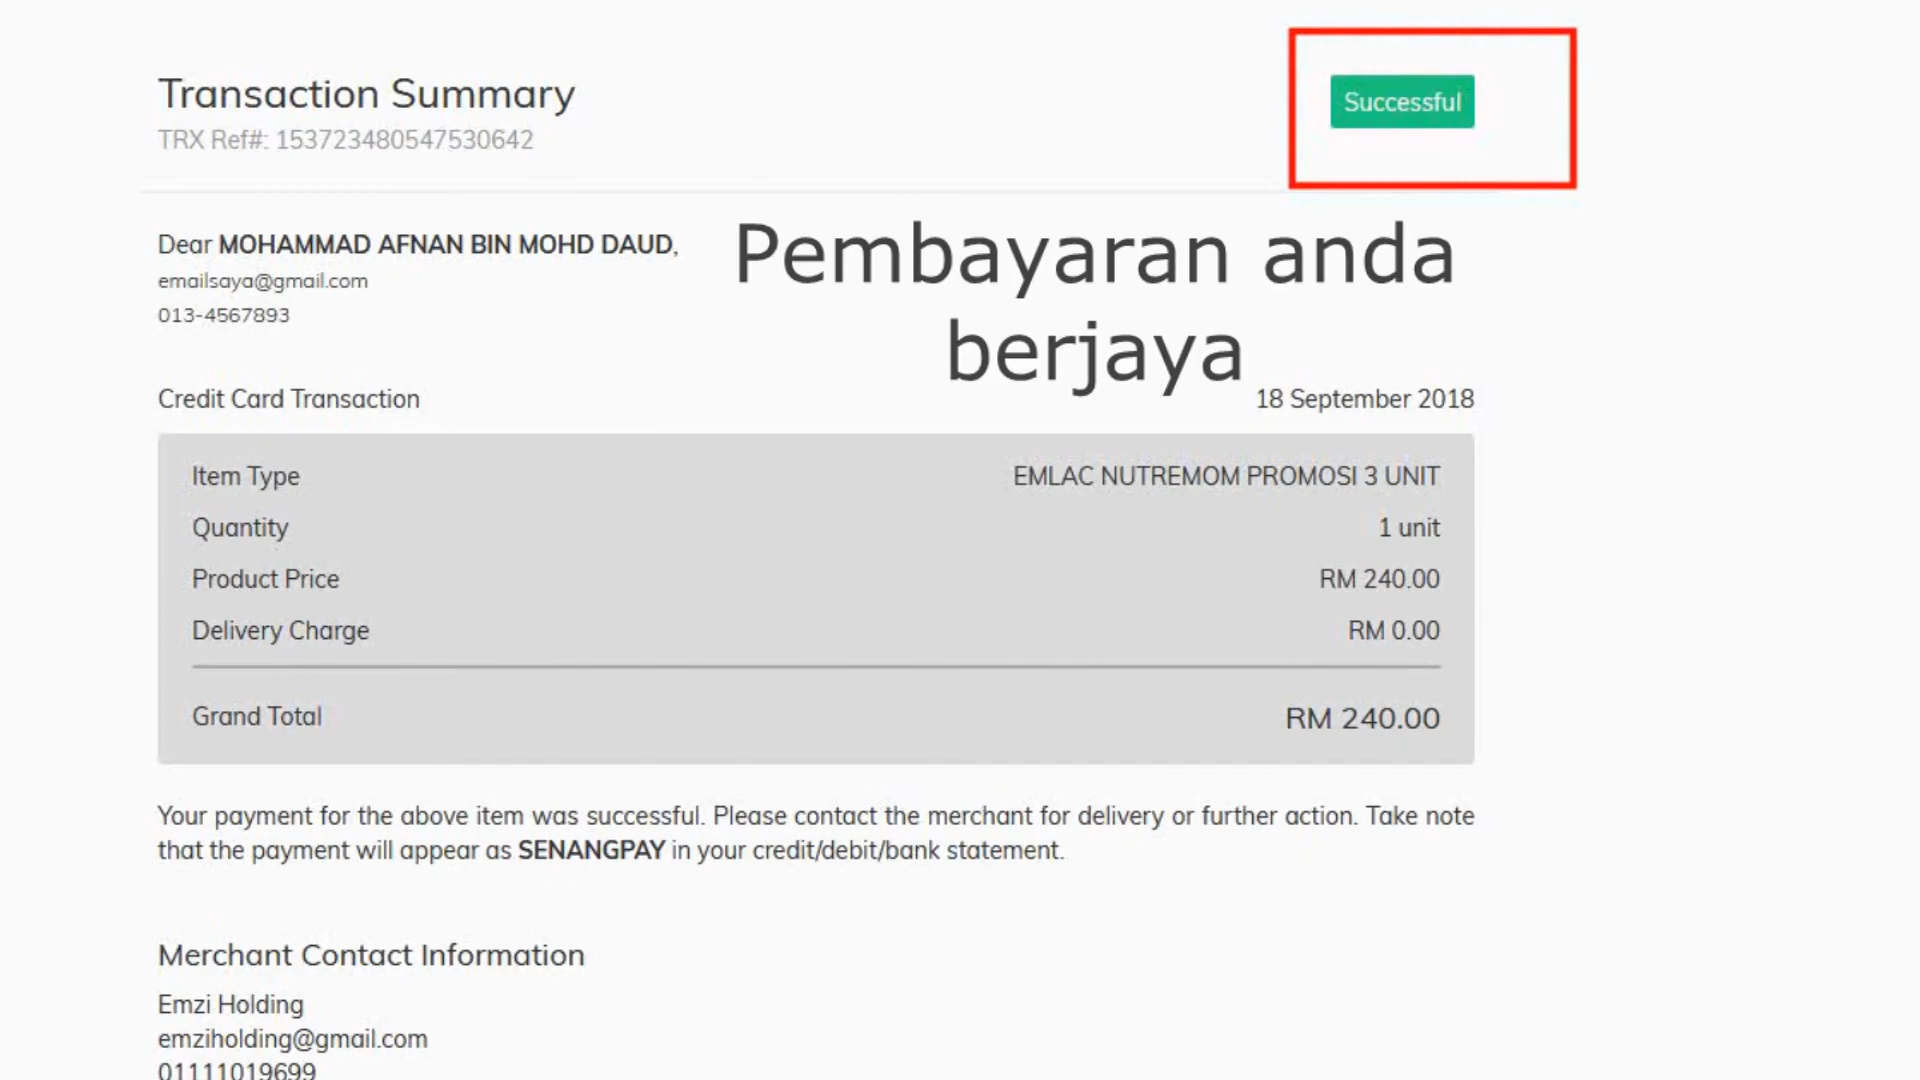 Transaction Summary
Successful
TRX Ref#: 153723480547530642
Dear MOHAMMAD AFNAN BIN MOHD DAUD,
emailsaya@gmail.com
013-4567893
Pembayaran anda
berjaya
Credit Card Transaction
18 September 2018
Item Type EMLAC NUTREMOM PROMOSI 3 UNIT
Quantity 1 unit
Product Price RM 240.00
Delivery Charge RM 0.00
Grand Total RM 240.00
Your payment for the above item was successful. Please contact the merchant for delivery or further action. Take note
that the payment will appear as SENANGPAY in your credit/debit/bank statement.
Merchant Contact Information
Emzi Holding
emziholding@gmail.com
01111019699